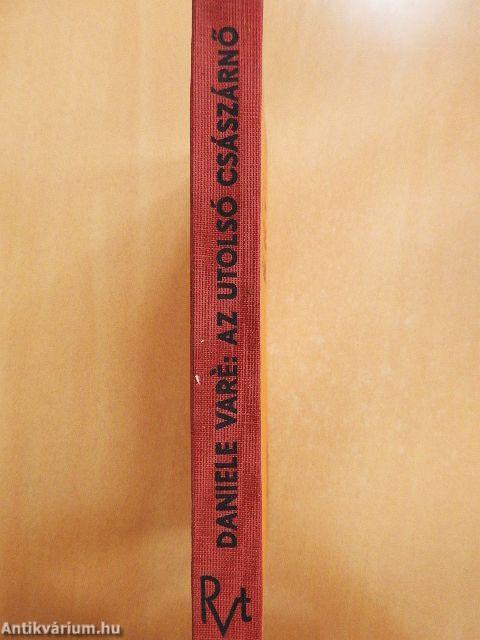 DANIELE VARÈ: AZ UTOLSÓ CSÁSZÁRNŐ
RVt
Antikvárium.hu